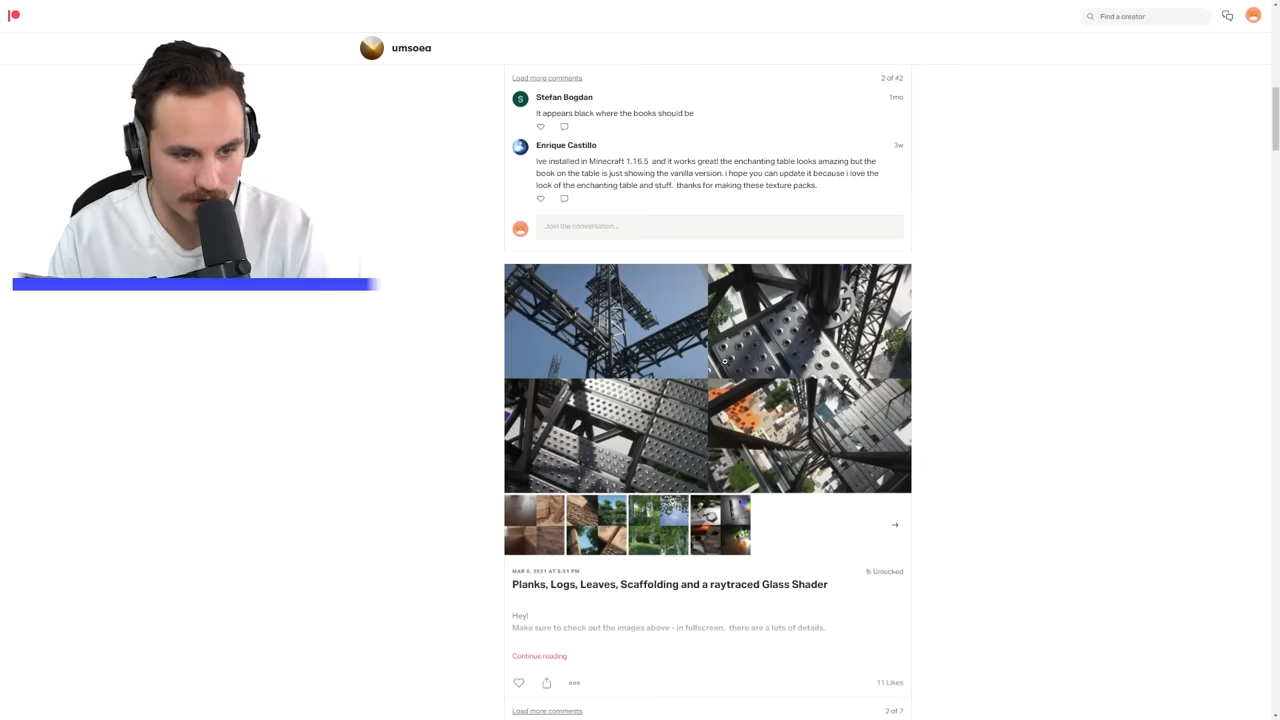 Find a creator
umsoea
Load more comments
2 of 42
S
Stefan Bogdan
1mo
It appears black where the books should be
Enrique Castillo
3w
Ive installed in Minecraft 1.16.5 and it works great! the enchanting table looks amazing but the
book on the table is just showing the vanilla version. i hope you can update it because i love the
look of the enchanting table and stuff. thanks for making these texture packs.
Join the conversation...
MAR 6, 2021 AT 5:51 PM
Unlocked
Planks, Logs, Leaves, Scaffolding and a raytraced Glass Shader
Hey!
Make sure to check out the images above - in fullscreen, there are a lots of details.
Continue reading
11 Likes
Load more comments
2 of 7